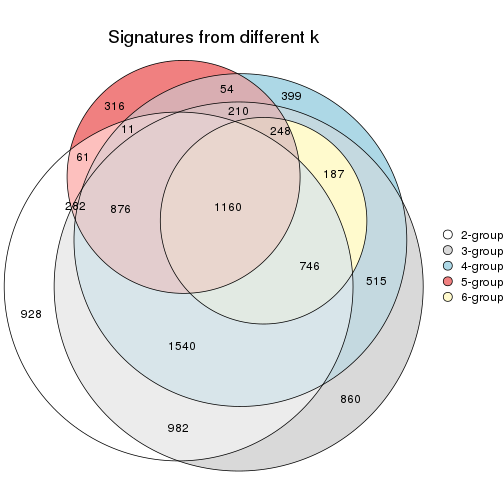 Signatures from different k
54
399
316
210
11
248
61
187
282
876
1160
746
515
928
1540
860
982
2-group
3-group
4-group
5-group
6-group